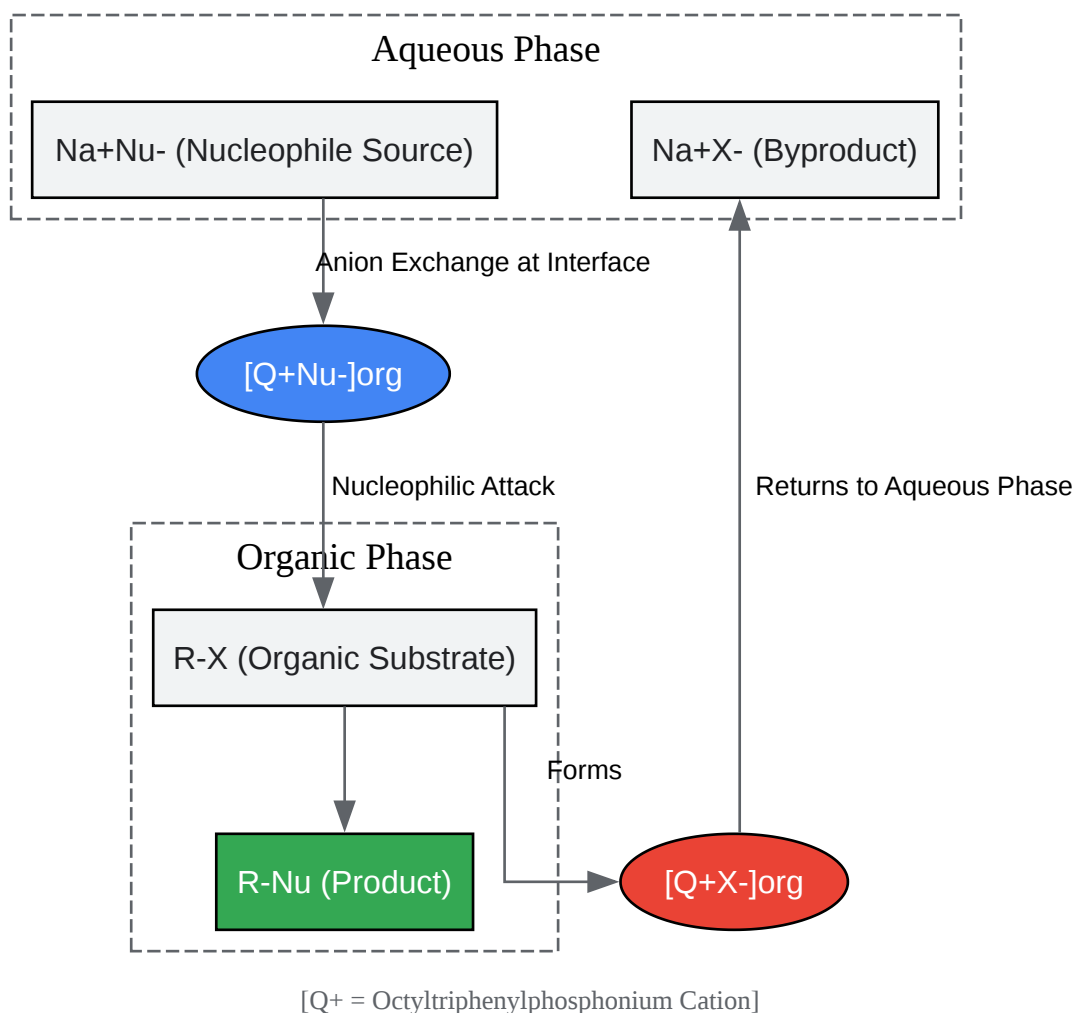 Aqueous Phase
Na+Nu- (Nucleophile Source)
Na+X- (Byproduct)
Anion Exchange at Interface
[Q+Nu-]org
Nucleophilic Attack
Returns to Aqueous Phase
Organic Phase
R-X (Organic Substrate)
Forms
R-Nu (Product)
[Q+X-]org
[Q+ = Octyltriphenylphosphonium Cation]